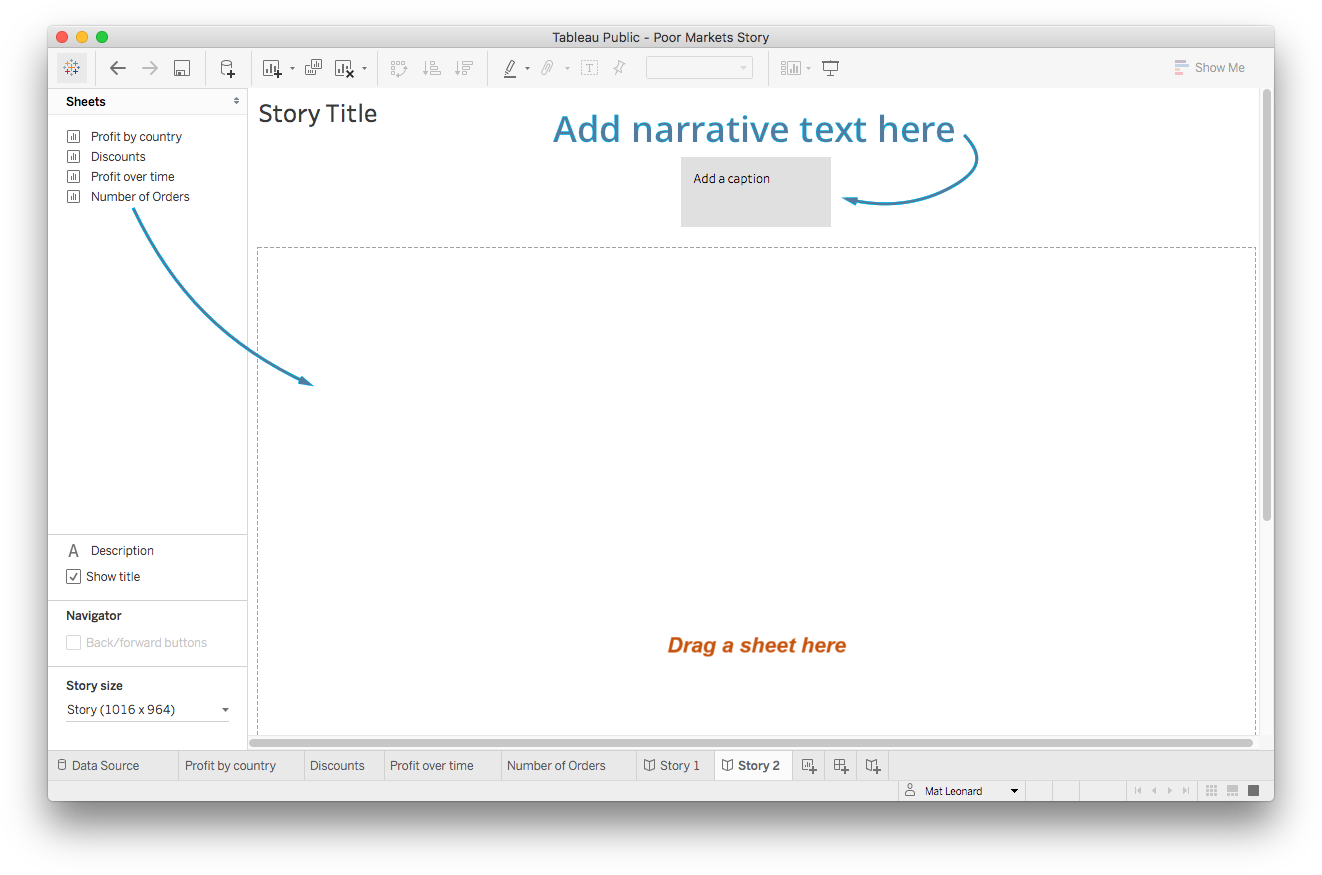 Tableau Public - Poor Markets Story
Show Me
Sheets
Profit by country
Discounts
Profit over time
Number of Orders
A Description
Show title
Navigator
Back/forward buttons
Story size
Story (1016 x 964)
Story Title
Add narrative text here
Add a caption
Drag a sheet here
Data Source Profit by country Discounts Profit over time Number of Orders Story 1 Story 2
Mat Leonard